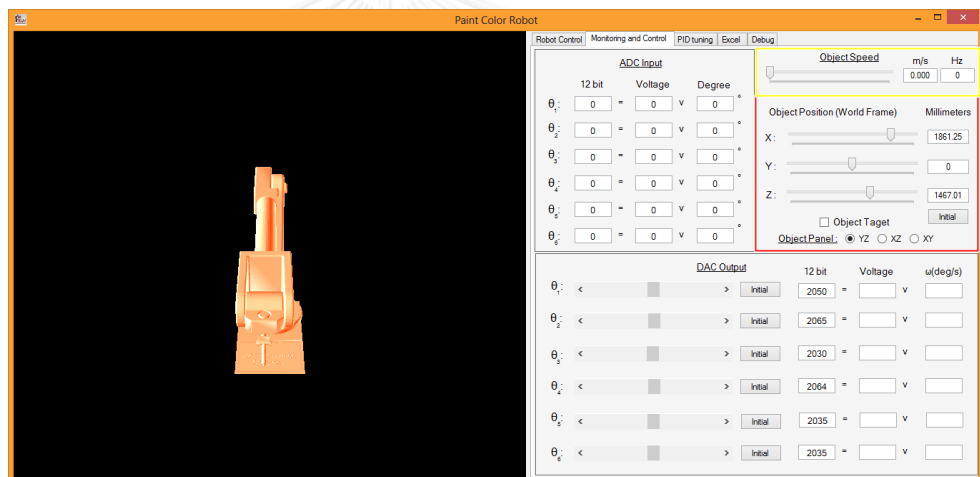 Paint Color Robot
Robot Control Monitoring and Control PID tuning Excel Debug
ADC Input
12 bit Voltage Degree
θ1: 0 = 0 v 0 °
θ2: 0 = 0 v 0 °
θ3: 0 = 0 v 0 °
θ4: 0 = 0 v 0 °
θ5: 0 = 0 v 0 °
θ6: 0 = 0 v 0 °
Object Speed m/s Hz
0.000 0
Object Position (World Frame) Millimeters
X : 1861.25
Y : 0
Z : 1467.01
Initial
Object Taget
Object Panel : YZ XZ XY
DAC Output 12 bit Voltage ω(deg/s)
θ1: < > Initial 2050 = v
θ2: < > Initial 2065 = v
θ3: < > Initial 2030 = v
θ4: < > Initial 2064 = v
θ5: < > Initial 2035 = v
θ6: < > Initial 2035 = v